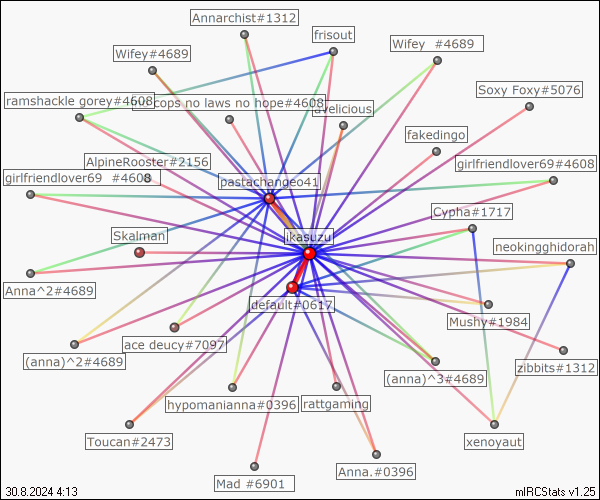 Annarchist#1312
frisout
Wifey #4689
Wifey#4689
Soxy Foxy#5076
ramshackle gorey#4608
cops no laws no hope#4608
avelicious
fakedingo
AlpineRooster#2156
girlfriendlover69#4608
girlfriendlover69 #4608
pastachangeo41
Cypha#1717
Skalman
ikasuzu
neokingghidorah
Anna^2#4689
default#0617
Mushy#1984
ace deucy#7097
(anna)^2#4689
zibbits#1312
(anna)^3#4689
hypomanianna#0396
rattgaming
Toucan#2473
xenoyaut
Anna.#0396
Mad #6901
30.8.2024 4:13
mIRCStats v1.25